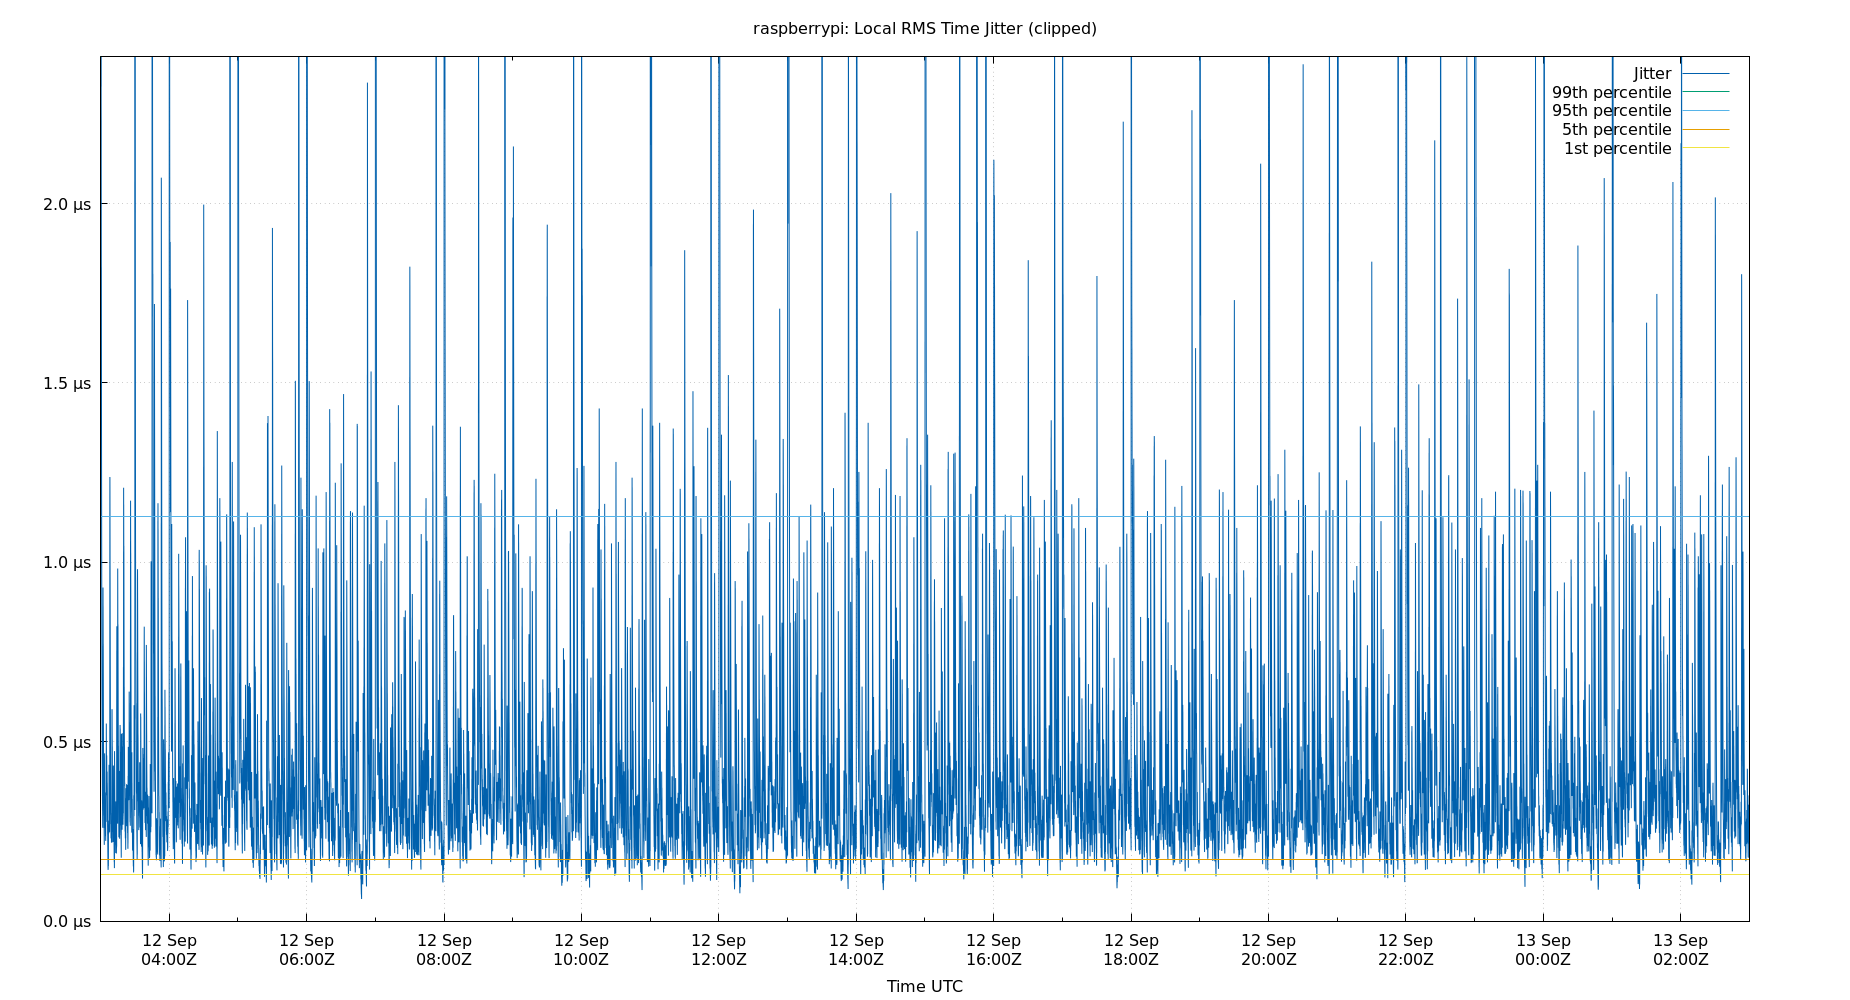 raspberrypi: Local RMS Time Jitter (clipped)
Jitter
99th percentile
95th percentile
5th percentile
1st percentile
2.0 µs
1.5 µs
1.0 µs
0.5 µs
0.0 µs
12 Sep 12 Sep 12 Sep 12 Sep 12 Sep 12 Sep 12 Sep 12 Sep 12 Sep 12 Sep 13 Sep 13 Sep
04:00Z 06:00Z 08:00Z 10:00Z 12:00Z 14:00Z 16:00Z 18:00Z 20:00Z 22:00Z 00:00Z 02:00Z
Time UTC